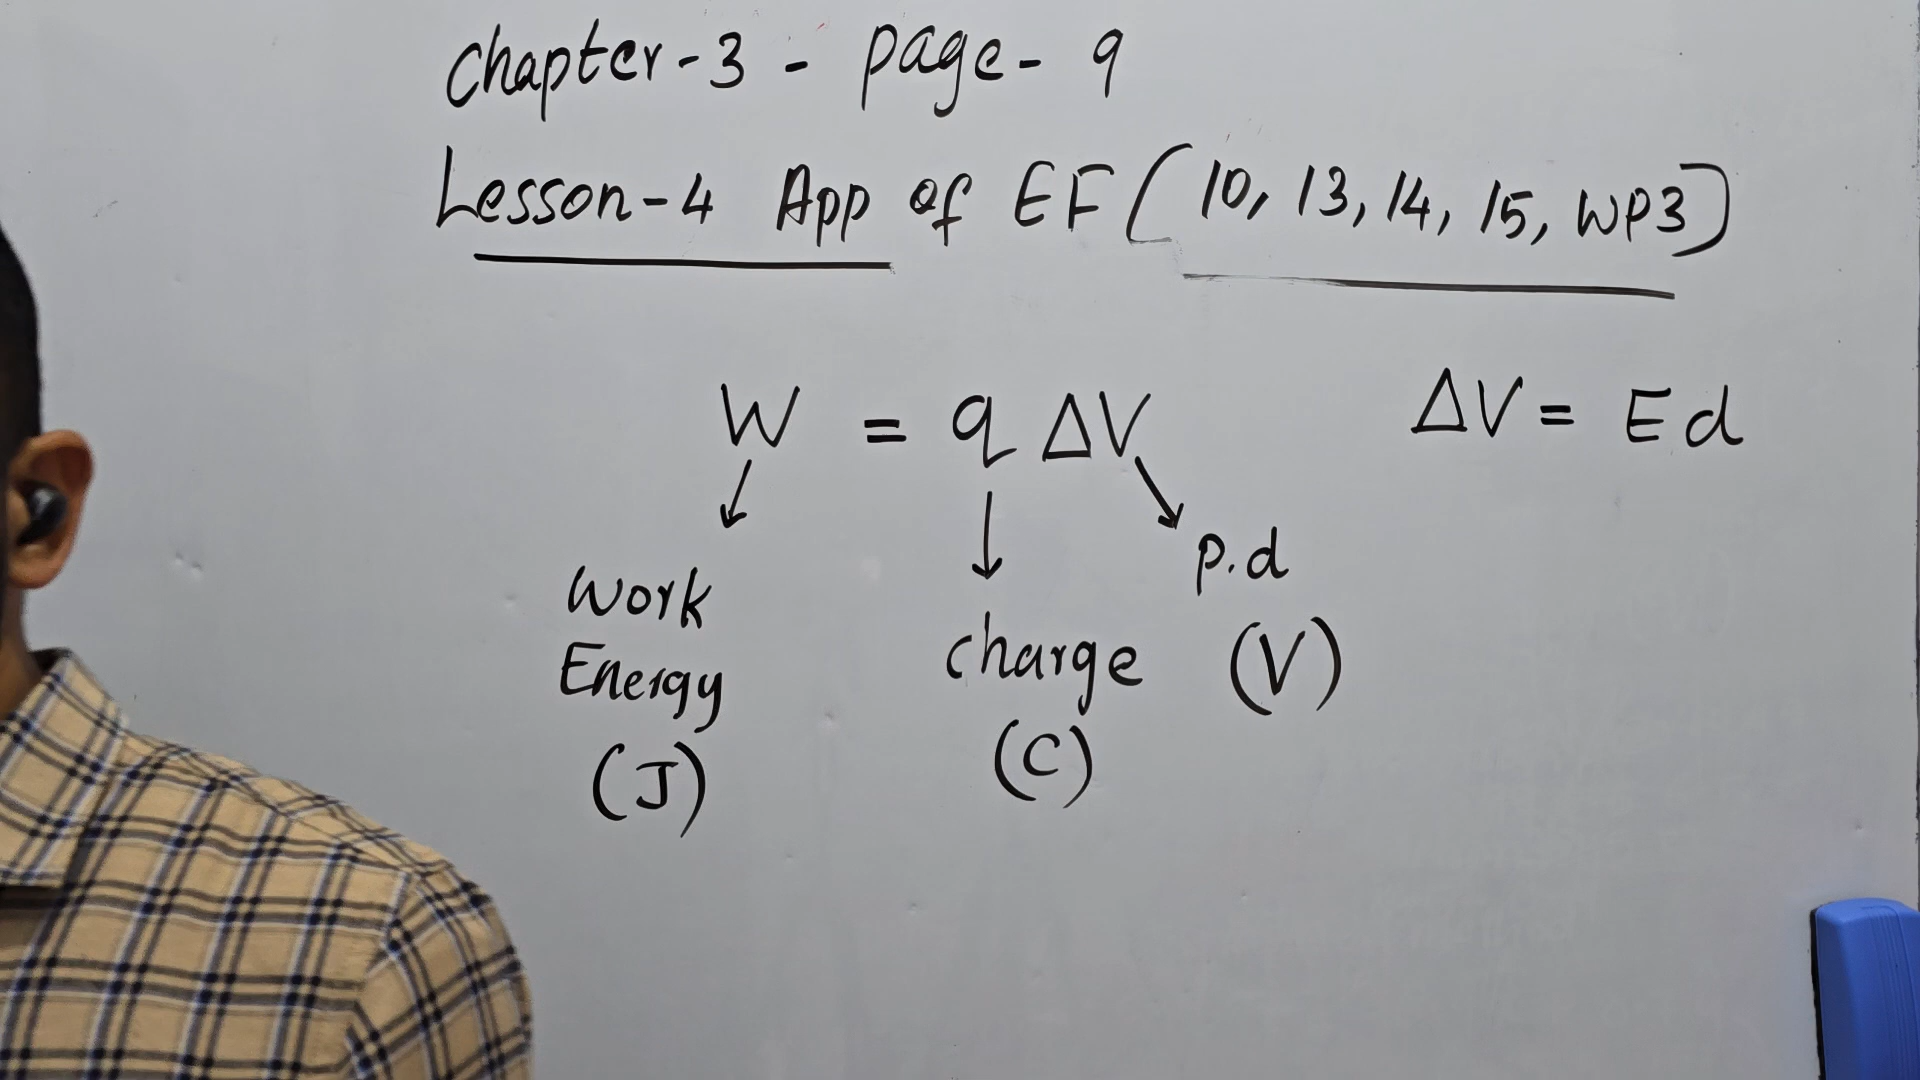 Chapter-3 - page- 9
Lesson-4 App of EF (10, 13, 14, 15, WP3)
W = q ΔV
ΔV = Ed
Work
Energy
(J)
charge
(C)
p.d
(V)